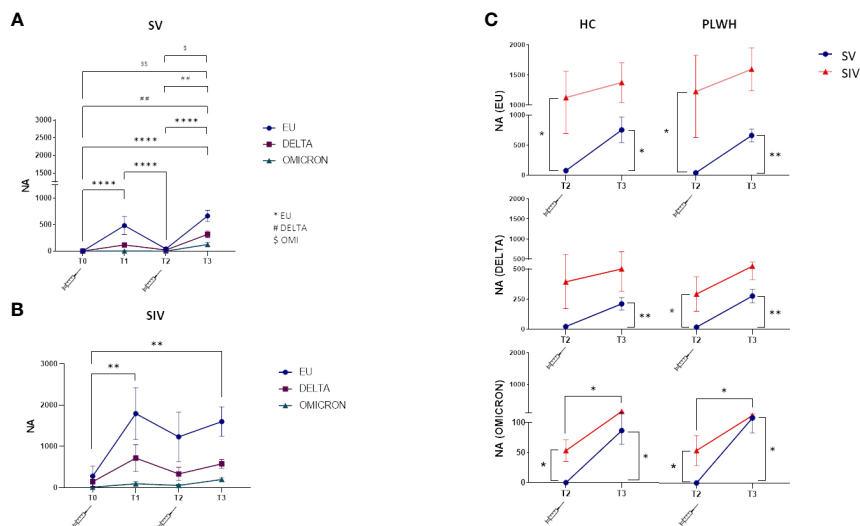 A
SV
$
$$
##
##
****
****
****
****
3000
2500
2000
1500
1000
500
0
NA
T0
T1
T2
T3
EU
DELTA
OMICRON
* EU
# DELTA
$ OMI
B
SIV
**
**
3000
2000
1000
0
NA
T0
T1
T2
T3
EU
DELTA
OMICRON
C
HC
PLWH
SV
SIV
NA (EU)
2000
1500
1000
500
0
*
*
T2
T3
*
**
T2
T3
NA (DELTA)
2000
1500
1000
500
250
0
**
T2
T3
*
**
T2
T3
NA (OMICRON)
2000
1500
1000
500
100
50
0
*
*
*
T2
T3
*
*
*
T2
T3